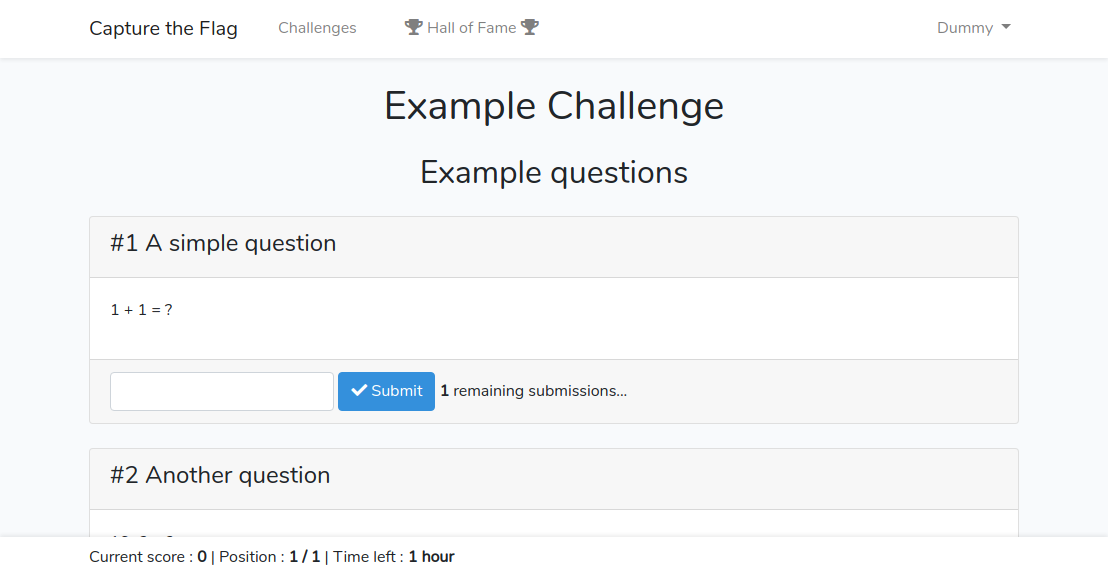 Capture the Flag Challenges Hall of Fame Dummy
Example Challenge
Example questions
#1 A simple question
1 + 1 = ?
Submit 1 remaining submissions...
#2 Another question
Current score : 0 | Position : 1 / 1 | Time left : 1 hour